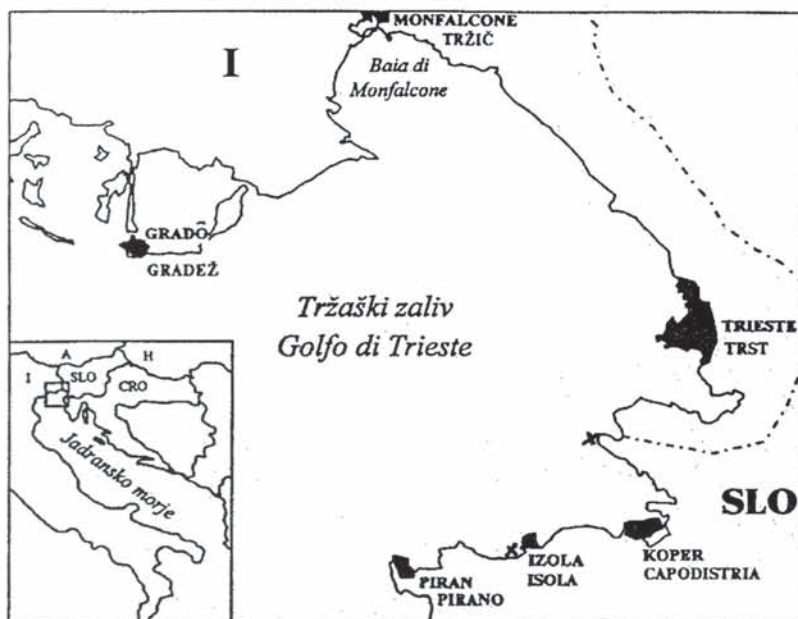 MONFALCONE
TRŽIČ
I
Baia di
Monfalcone
GRADO
GRADEŽ
Tržaški zaliv
Golfo di Trieste
TRIESTE
TRST
A
H
I
SLO
CRO
Jadransko morje
SLO
KOPER
CAPODISTRIA
IZOLA
ISOLA
PIRAN
PIRANO